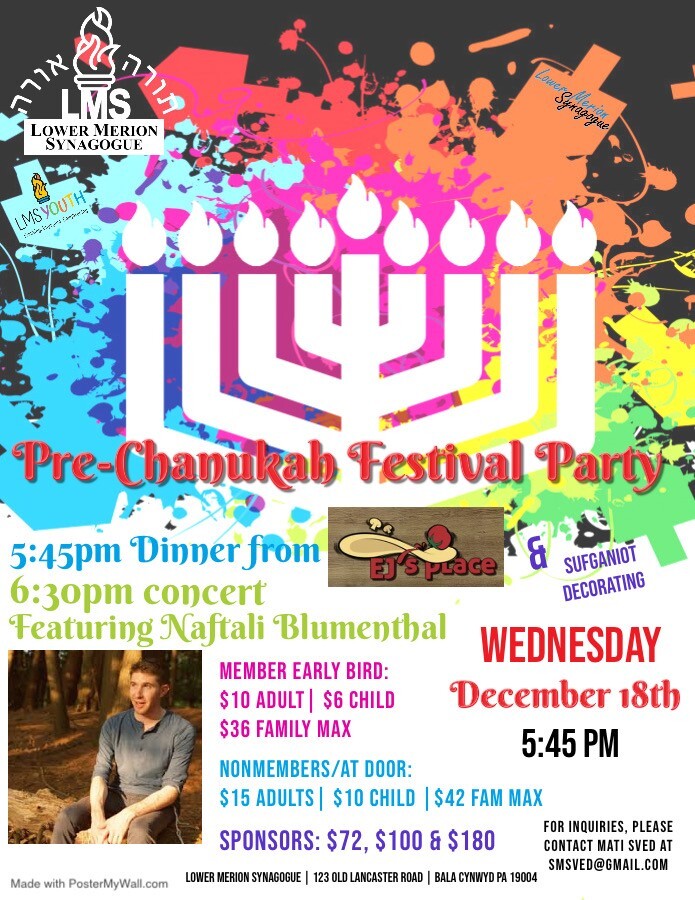 תורה אורה
LMS
LOWER MERION
SYNAGOGUE
Lower Merion
Synagogue
LMSYOUTH
Pre-Chanukah Festival Party
5:45pm Dinner from
EJ's PLACE
& SUFGANIOT
DECORATING
6:30pm concert
Featuring Naftali Blumenthal
WEDNESDAY
December 18th
5:45 PM
MEMBER EARLY BIRD:
$10 ADULT| $6 CHILD
$36 FAMILY MAX
NONMEMBERS/AT DOOR:
$15 ADULTS| $10 CHILD |$42 FAM MAX
SPONSORS: $72, $100 & $180
FOR INQUIRIES, PLEASE
CONTACT MATI SVED AT
SMSVED@GMAIL.COM
LOWER MERION SYNAGOGUE | 123 OLD LANCASTER ROAD | BALA CYNWYD PA 19004
Made with PosterMyWall.com